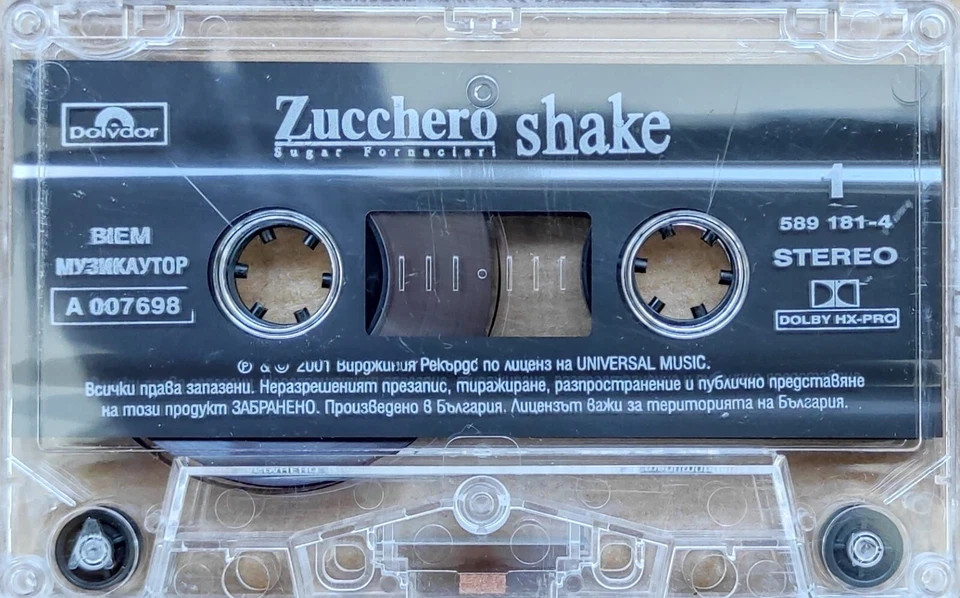 Polydor
Zucchero shake
Sugar Fornaciari
1
BIEM
МУЗИКАУТОР
A 007698
589 181-4
STEREO
DOLBY HX-PRO
℗ & © 2001 Вирджиния Рекърдс по лиценз на UNIVERSAL MUSIC.
Всички права запазени. Неразрешеният презапис, тиражиране, разпространение и публично представяне
на този продукт ЗАБРАНЕНО. Произведено в България. Лицензът важи за територията на България.